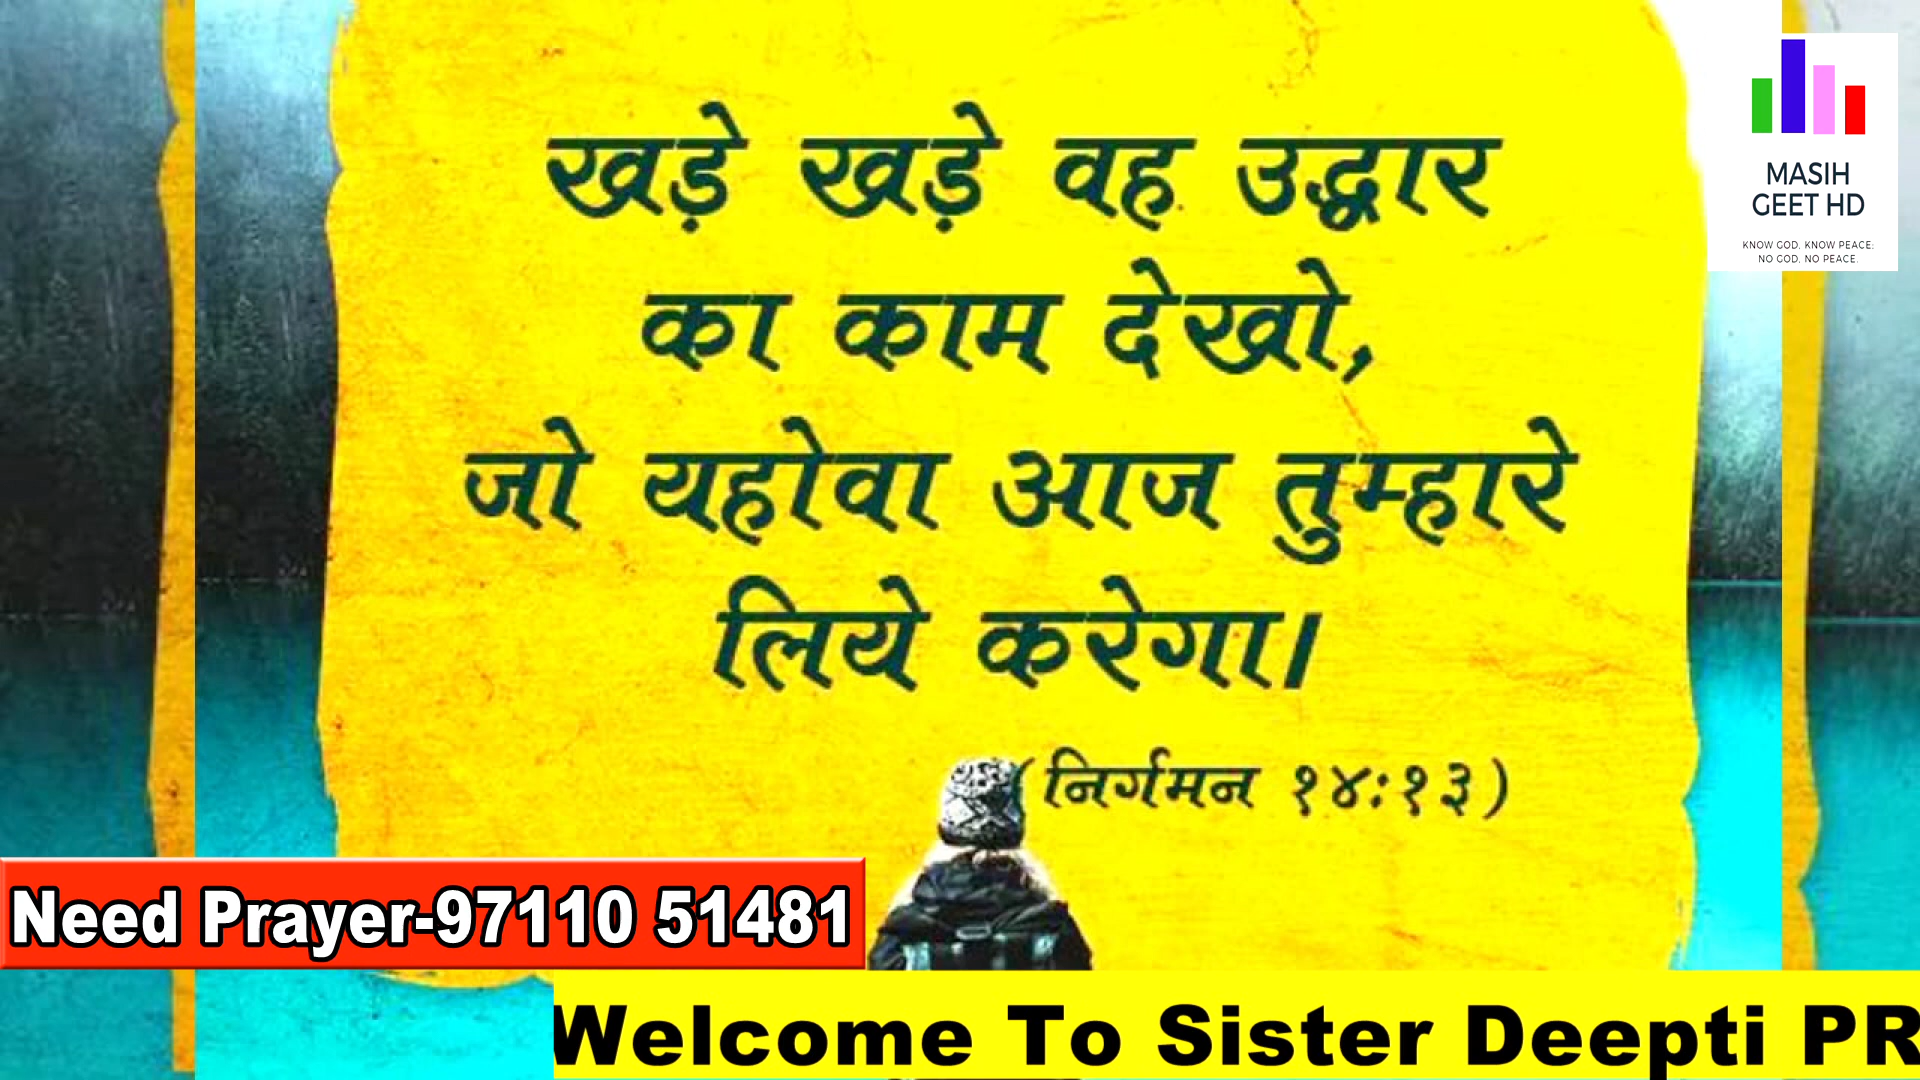 खड़े खड़े वह उद्धार
का काम देखो,
जो यहोवा आज तुम्हारे
लिये करेगा।
(निर्गमन १४:१३)
MASIH
GEET HD
KNOW GOD, KNOW PEACE;
NO GOD, NO PEACE.
Need Prayer-97110 51481
Welcome To Sister Deepti PR